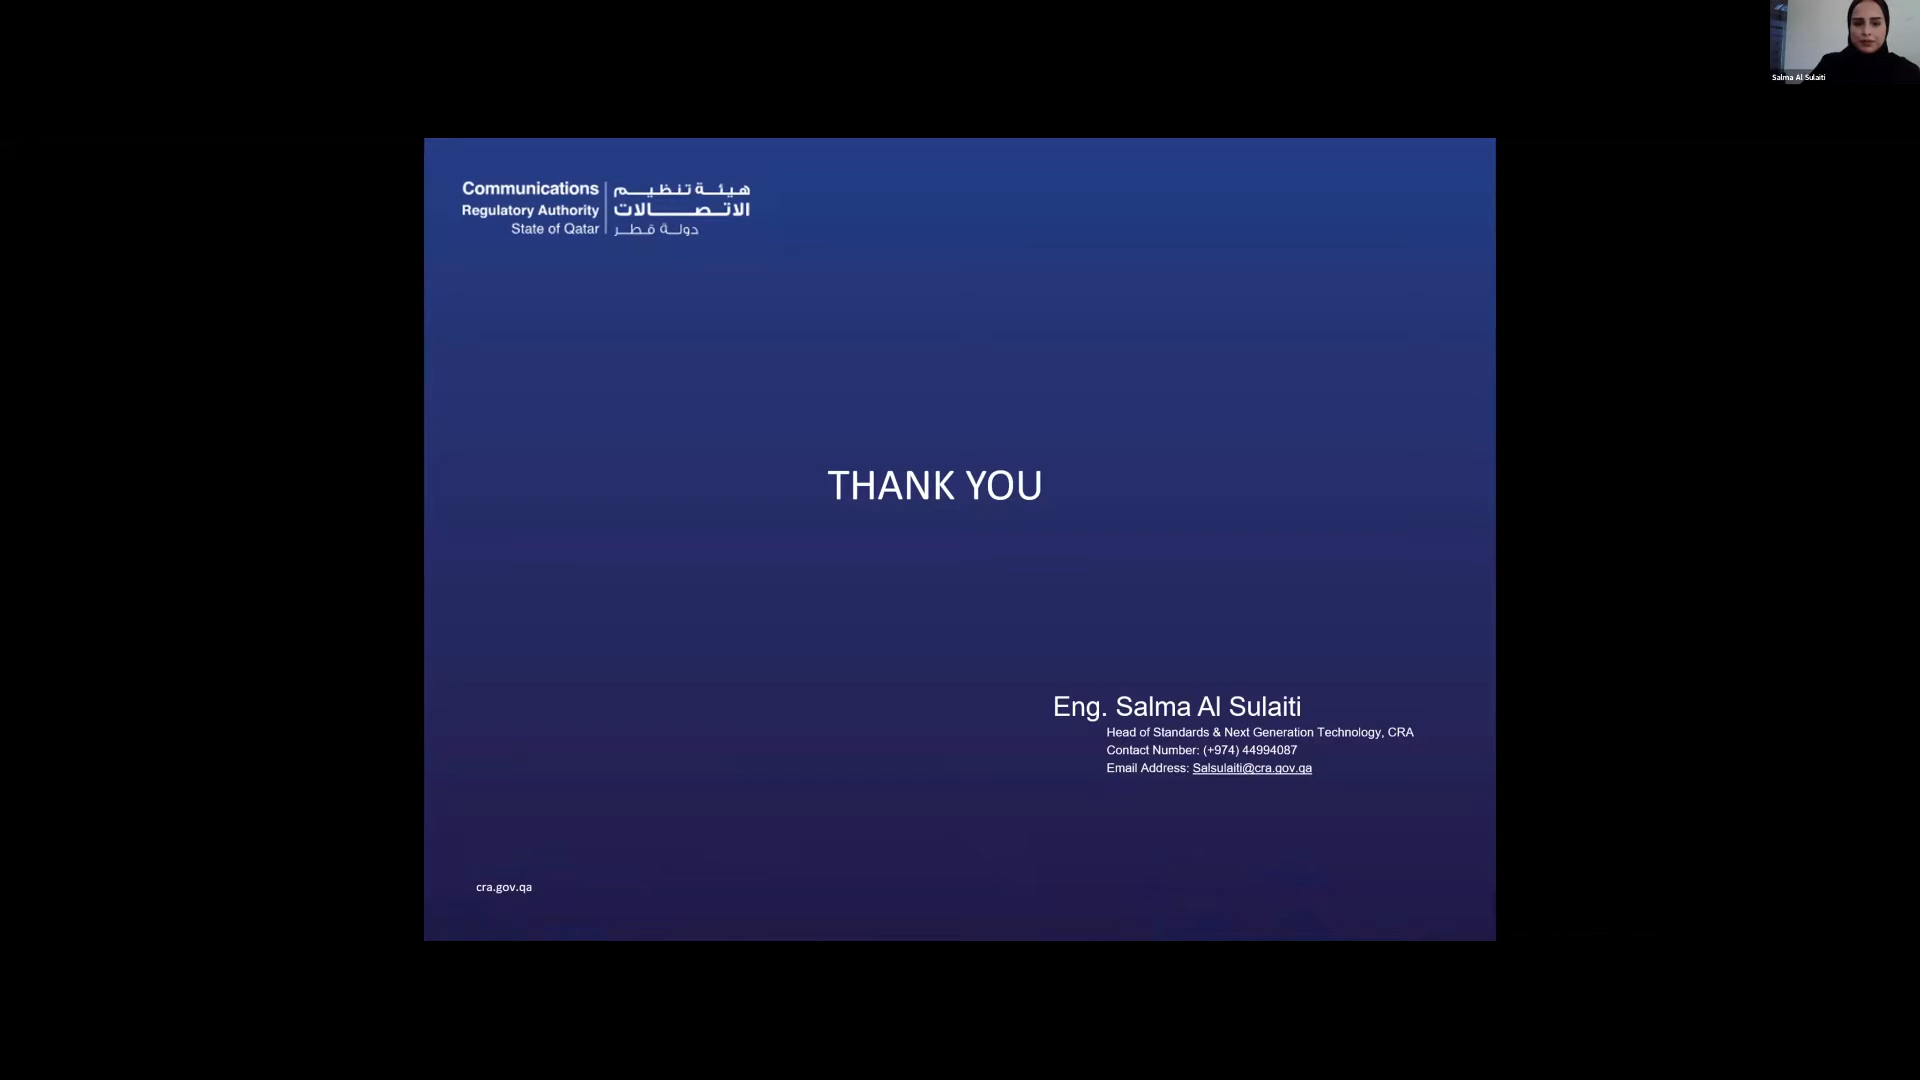 Salma Al Sulaiti
Communications
Regulatory Authority
State of Qatar
هيئة تنظيم
الاتصالات
دولة قطر
THANK YOU
Eng. Salma Al Sulaiti
Head of Standards & Next Generation Technology, CRA
Contact Number: (+974) 44994087
Email Address: Salsulaiti@cra.gov.qa
cra.gov.qa